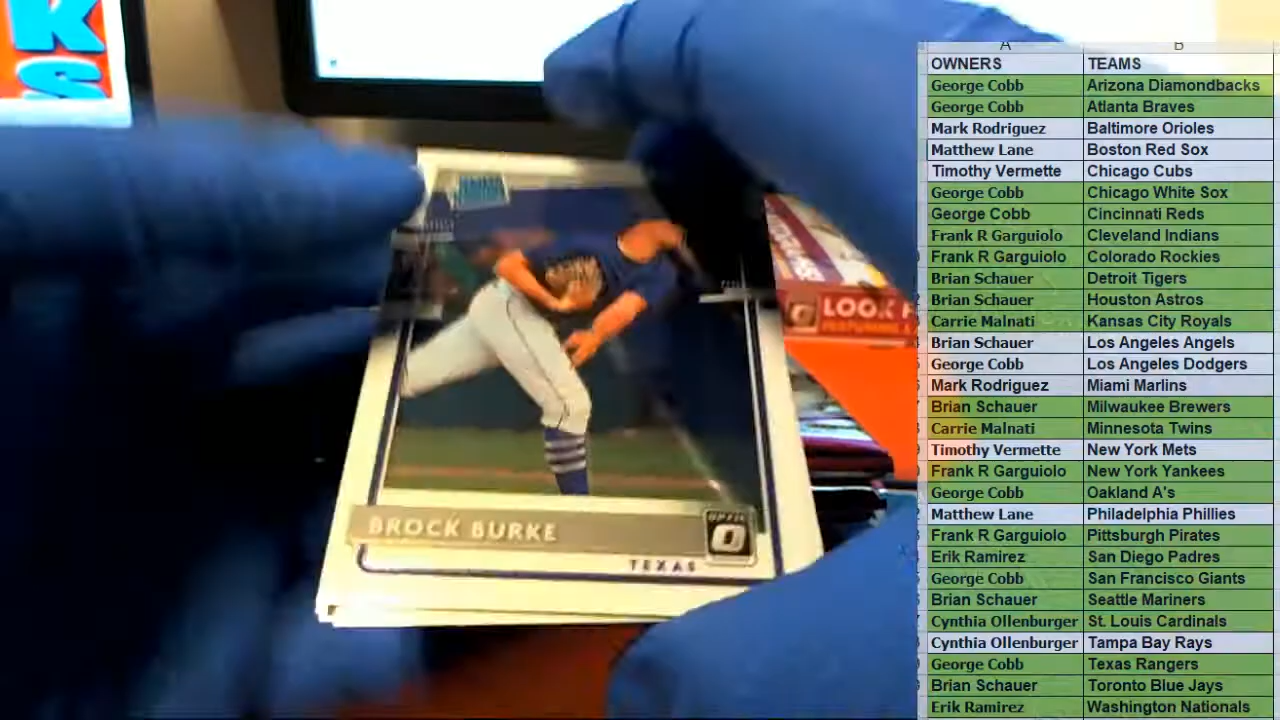 KS
A B
OWNERS TEAMS
George Cobb Arizona Diamondbacks
George Cobb Atlanta Braves
Mark Rodriguez Baltimore Orioles
Matthew Lane Boston Red Sox
Timothy Vermette Chicago Cubs
George Cobb Chicago White Sox
George Cobb Cincinnati Reds
Frank R Garguiolo Cleveland Indians
Frank R Garguiolo Colorado Rockies
Brian Schauer Detroit Tigers
Brian Schauer Houston Astros
Carrie Malnati Kansas City Royals
Brian Schauer Los Angeles Angels
George Cobb Los Angeles Dodgers
Mark Rodriguez Miami Marlins
Brian Schauer Milwaukee Brewers
Carrie Malnati Minnesota Twins
Timothy Vermette New York Mets
Frank R Garguiolo New York Yankees
George Cobb Oakland A's
Matthew Lane Philadelphia Phillies
Frank R Garguiolo Pittsburgh Pirates
Erik Ramirez San Diego Padres
George Cobb San Francisco Giants
Brian Schauer Seattle Mariners
Cynthia Ollenburger St. Louis Cardinals
Cynthia Ollenburger Tampa Bay Rays
George Cobb Texas Rangers
Brian Schauer Toronto Blue Jays
Erik Ramirez Washington Nationals
LOOK
BROCK BURKE
OPTIC
TEXAS